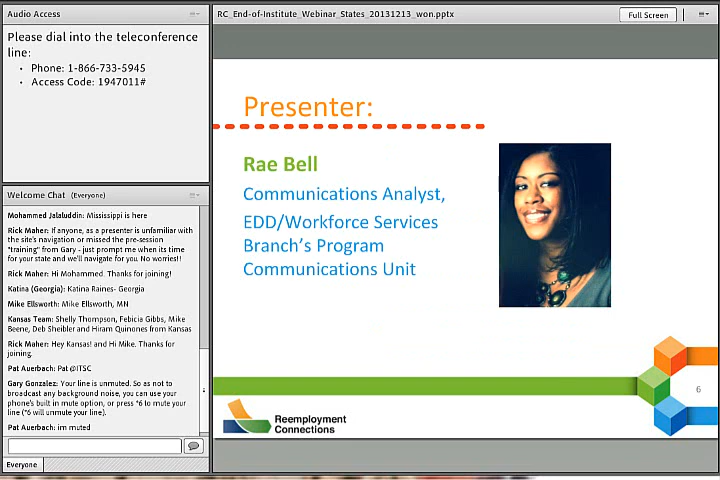 Audio Access
Please dial into the teleconference
line:
• Phone: 1-866-733-5945
• Access Code: 1947011#
Welcome Chat (Everyone)
Mohammed Jalaluddin: Mississippi is here
Rick Maher: If anyone, as a presenter is unfamiliar with
the site's navigation or missed the pre-session
"training" from Gary - just prompt me when its time
for your state and we'll navigate for you. No worries!!
Rick Maher: Hi Mohammed. Thanks for joining!
Katina (Georgia): Katina Raines- Georgia
Mike Ellsworth: Mike Ellsworth, MN
Kansas Team: Shelly Thompson, Febicia Gibbs, Mike
Beene, Deb Sheibler and Hiram Quinones from Kansas
Rick Maher: Hey Kansas! and Hi Mike. Thanks for
joining.
Pat Auerbach: Pat @ITSC
Gary Gonzalez: Your line is unmuted. So as not to
broadcast any background noise, you can use your
phone's built in mute option, or press *6 to mute your
line (*6 will unmute your line).
Pat Auerbach: im muted
Everyone
RC_End-of-Institute_Webinar_States_20131213_won.pptx
Full Screen
Presenter:
Rae Bell
Communications Analyst,
EDD/Workforce Services
Branch's Program
Communications Unit
6
Reemployment
Connections